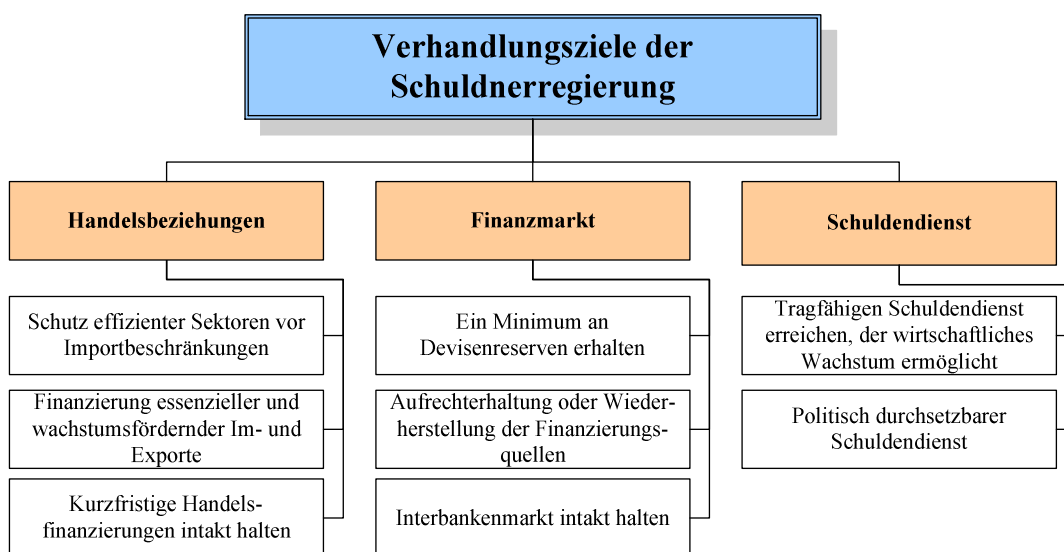 Verhandlungsziele der
Schuldnerregierung
Handelsbeziehungen
Schutz effizienter Sektoren vor
Importbeschränkungen
Finanzierung essenzieller und
wachstumsfördernder Im- und
Exporte
Kurzfristige Handels-
finanzierungen intakt halten
Finanzmarkt
Ein Minimum an
Devisenreserven erhalten
Aufrechterhaltung oder Wieder-
herstellung der Finanzierungs-
quellen
Interbankenmarkt intakt halten
Schuldendienst
Tragfähigen Schuldendienst
erreichen, der wirtschaftliches
Wachstum ermöglicht
Politisch durchsetzbarer
Schuldendienst